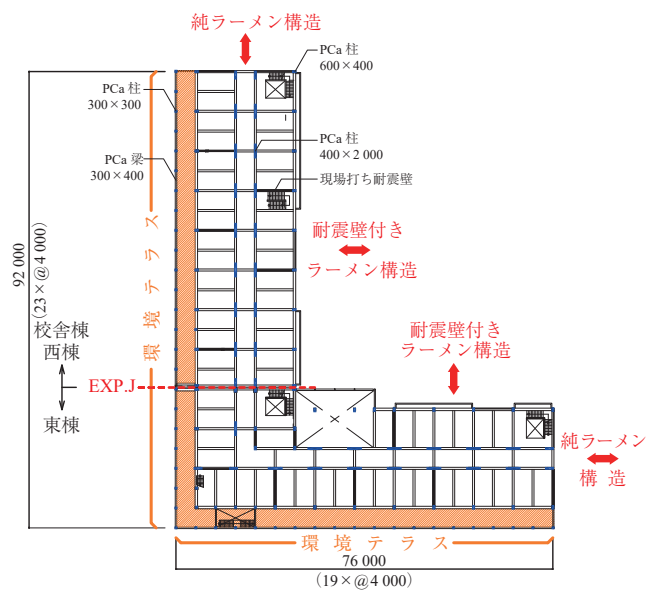 純ラーメン構造
PCa 柱
600×400
PCa 柱
300×300
PCa 柱
400×2 000
PCa 梁
300×400
現場打ち耐震壁
環境テラス
耐震壁付き
ラーメン構造
92 000
(23×@4 000)
校舎棟
西棟
EXP.J
東棟
耐震壁付き
ラーメン構造
純ラーメン
構造
環境テラス
76 000
(19×@4 000)